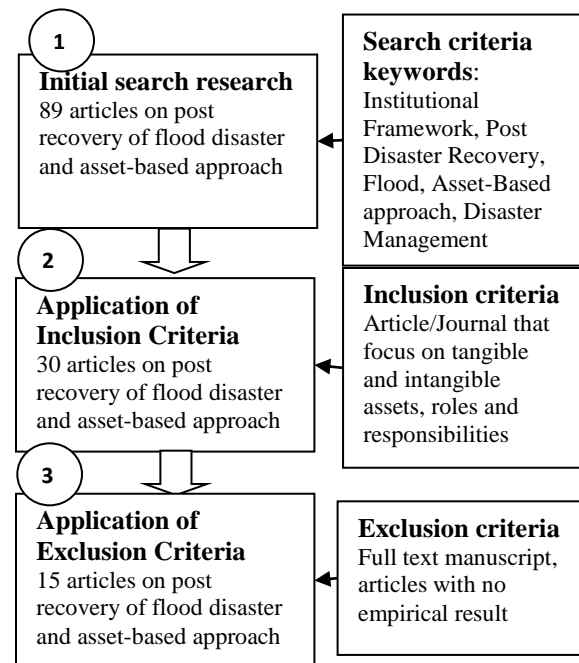 1
Initial search research
89 articles on post
recovery of flood disaster
and asset-based approach
Search criteria
keywords:
Institutional
Framework, Post
Disaster Recovery,
Flood, Asset-Based
approach, Disaster
Management
2
Application of
Inclusion Criteria
30 articles on post
recovery of flood disaster
and asset-based approach
Inclusion criteria
Article/Journal that
focus on tangible
and intangible
assets, roles and
responsibilities
3
Application of
Exclusion Criteria
15 articles on post
recovery of flood disaster
and asset-based approach
Exclusion criteria
Full text manuscript,
articles with no
empirical result